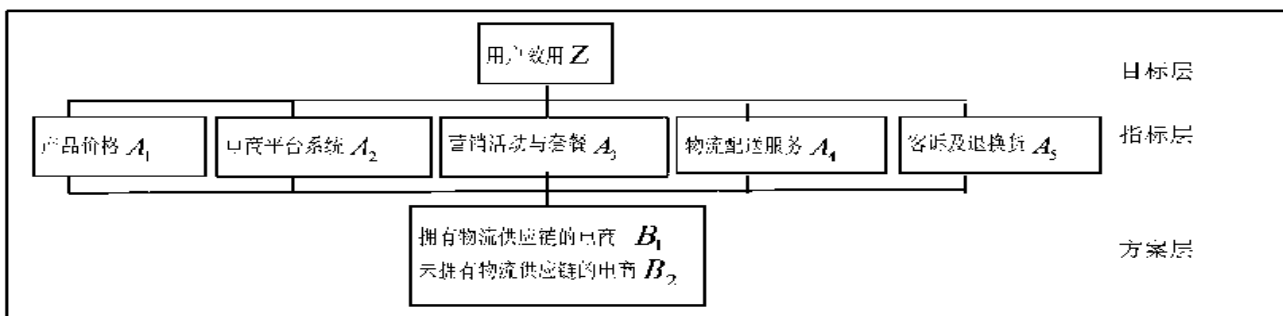 用户效用 Z
目标层
产品价格 A₁
电商平台系统 A₂
营销活动与套餐 A₃
物流配送服务 A₄
客诉及退换货 A₅
指标层
拥有物流供应链的电商 B₁
未拥有物流供应链的电商 B₂
方案层